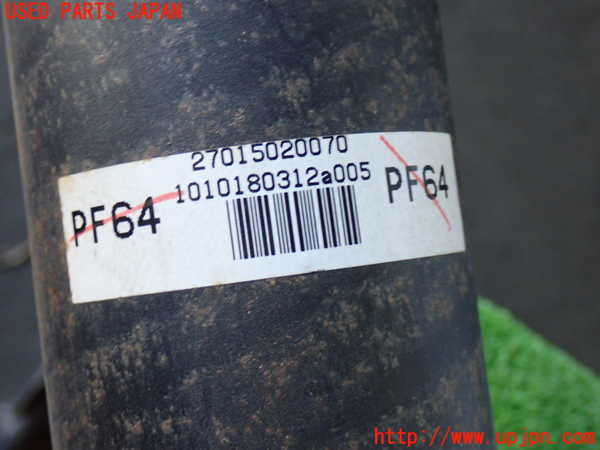 USED PARTS JAPAN
27015020070
1010180312a005
PF64
PF64
http://www.upjpn.com/